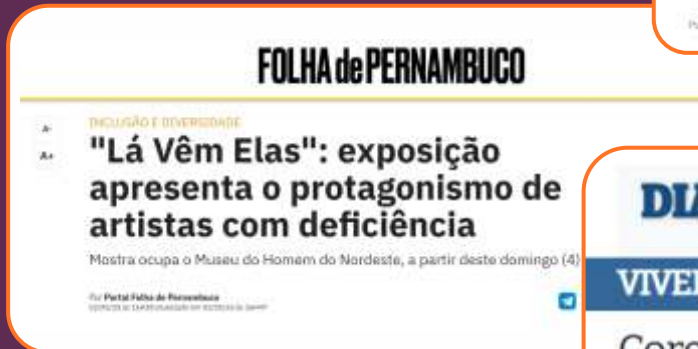 FOLHA de PERNAMBUCO
INCLUSÃO E DIVERSIDADE
A-
A+
"Lá Vêm Elas": exposição
apresenta o protagonismo de
artistas com deficiência
Mostra ocupa o Museu do Homem do Nordeste, a partir deste domingo (4)
Por Portal Folha de Pernambuco